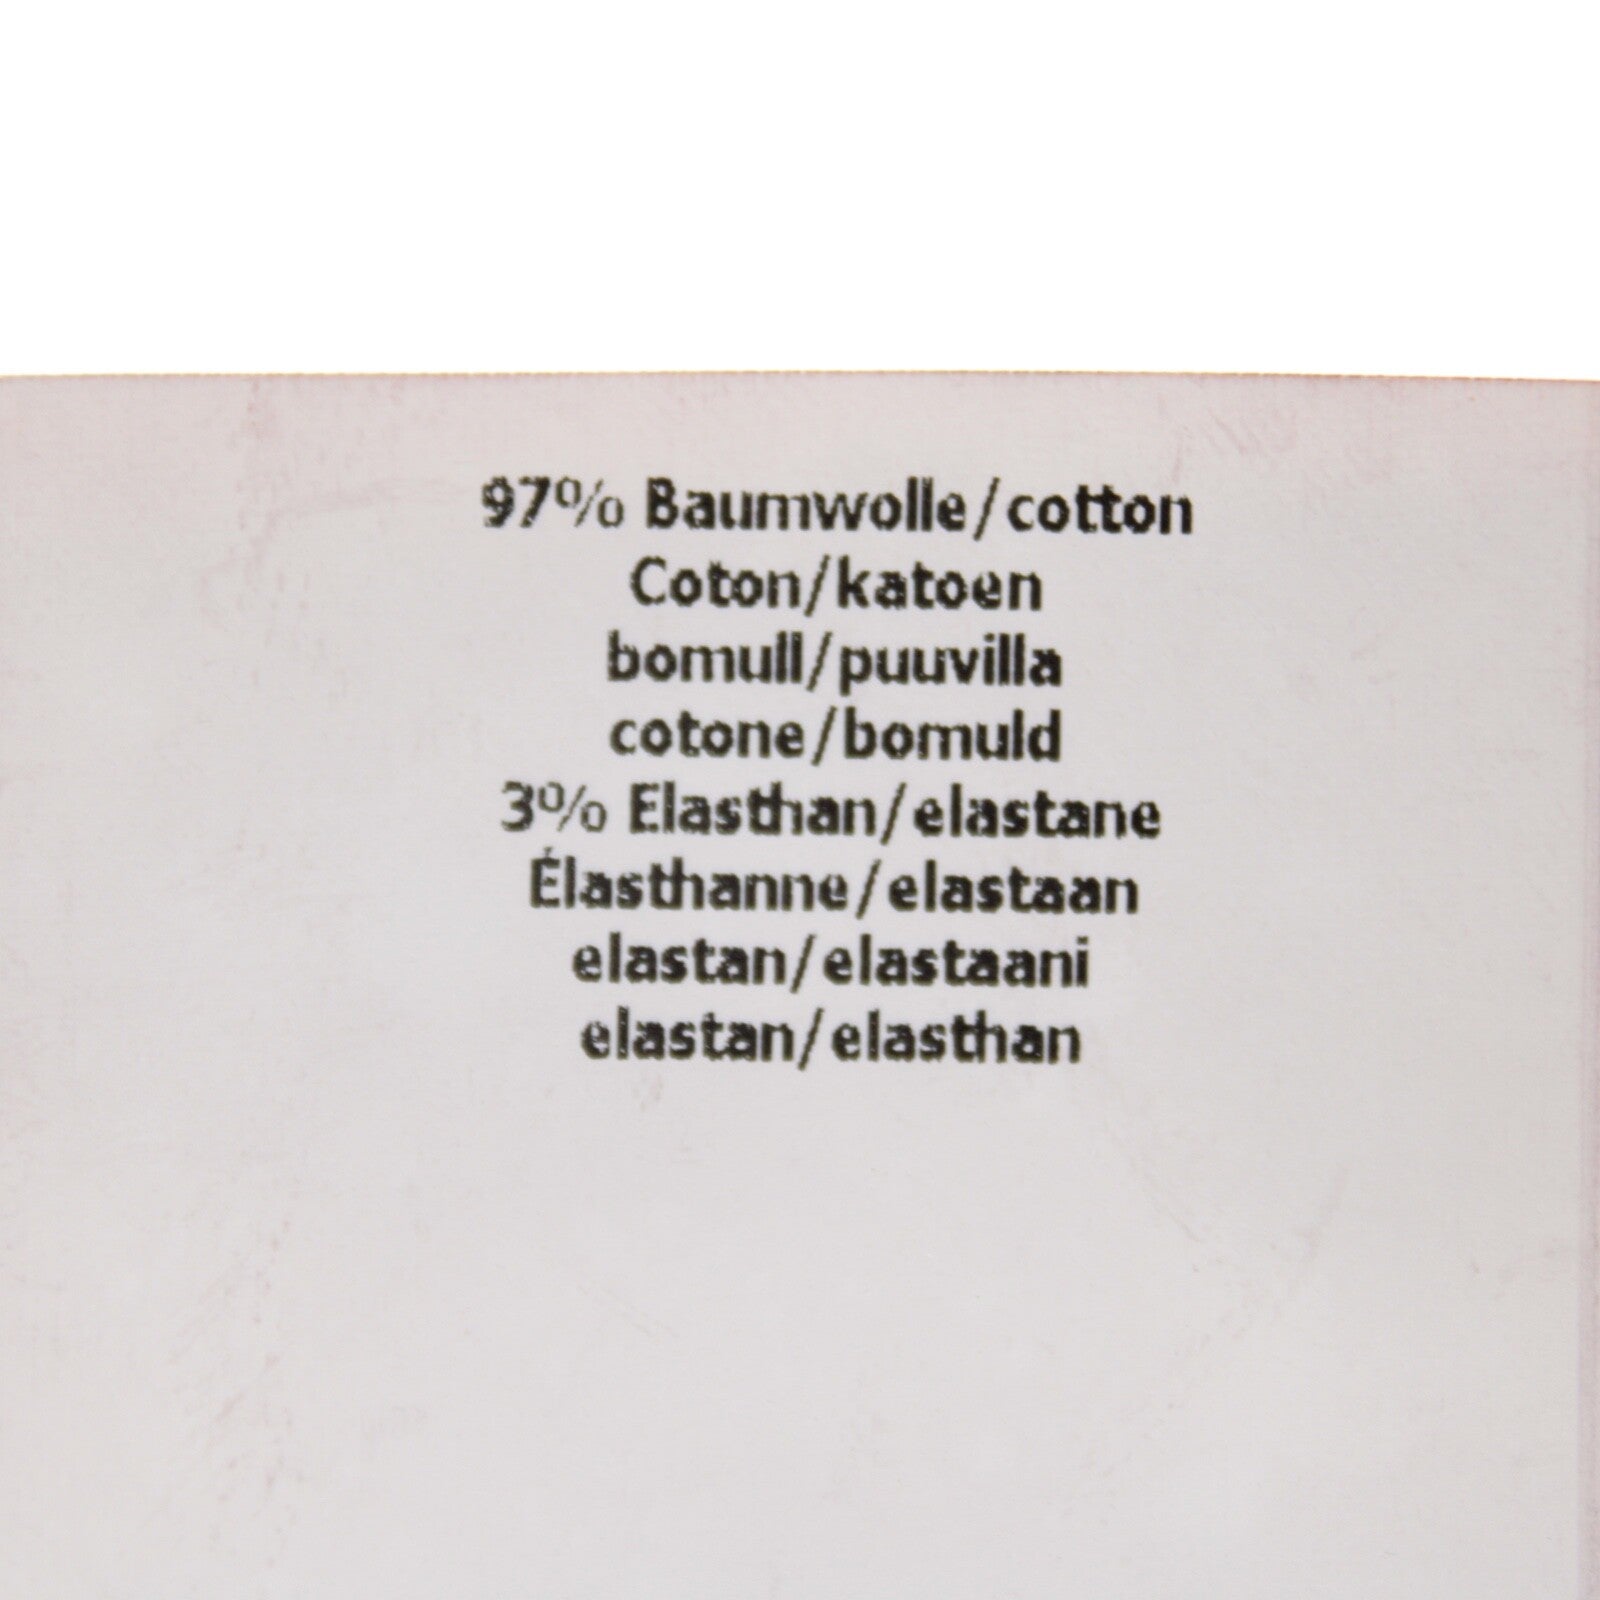 97% Baumwolle/cotton
Coton/katoen
bomull/puuvilla
cotone/bomuld
3% Elasthan/elastane
Élasthanne/elastaan
elastan/elastaani
elastan/elasthan